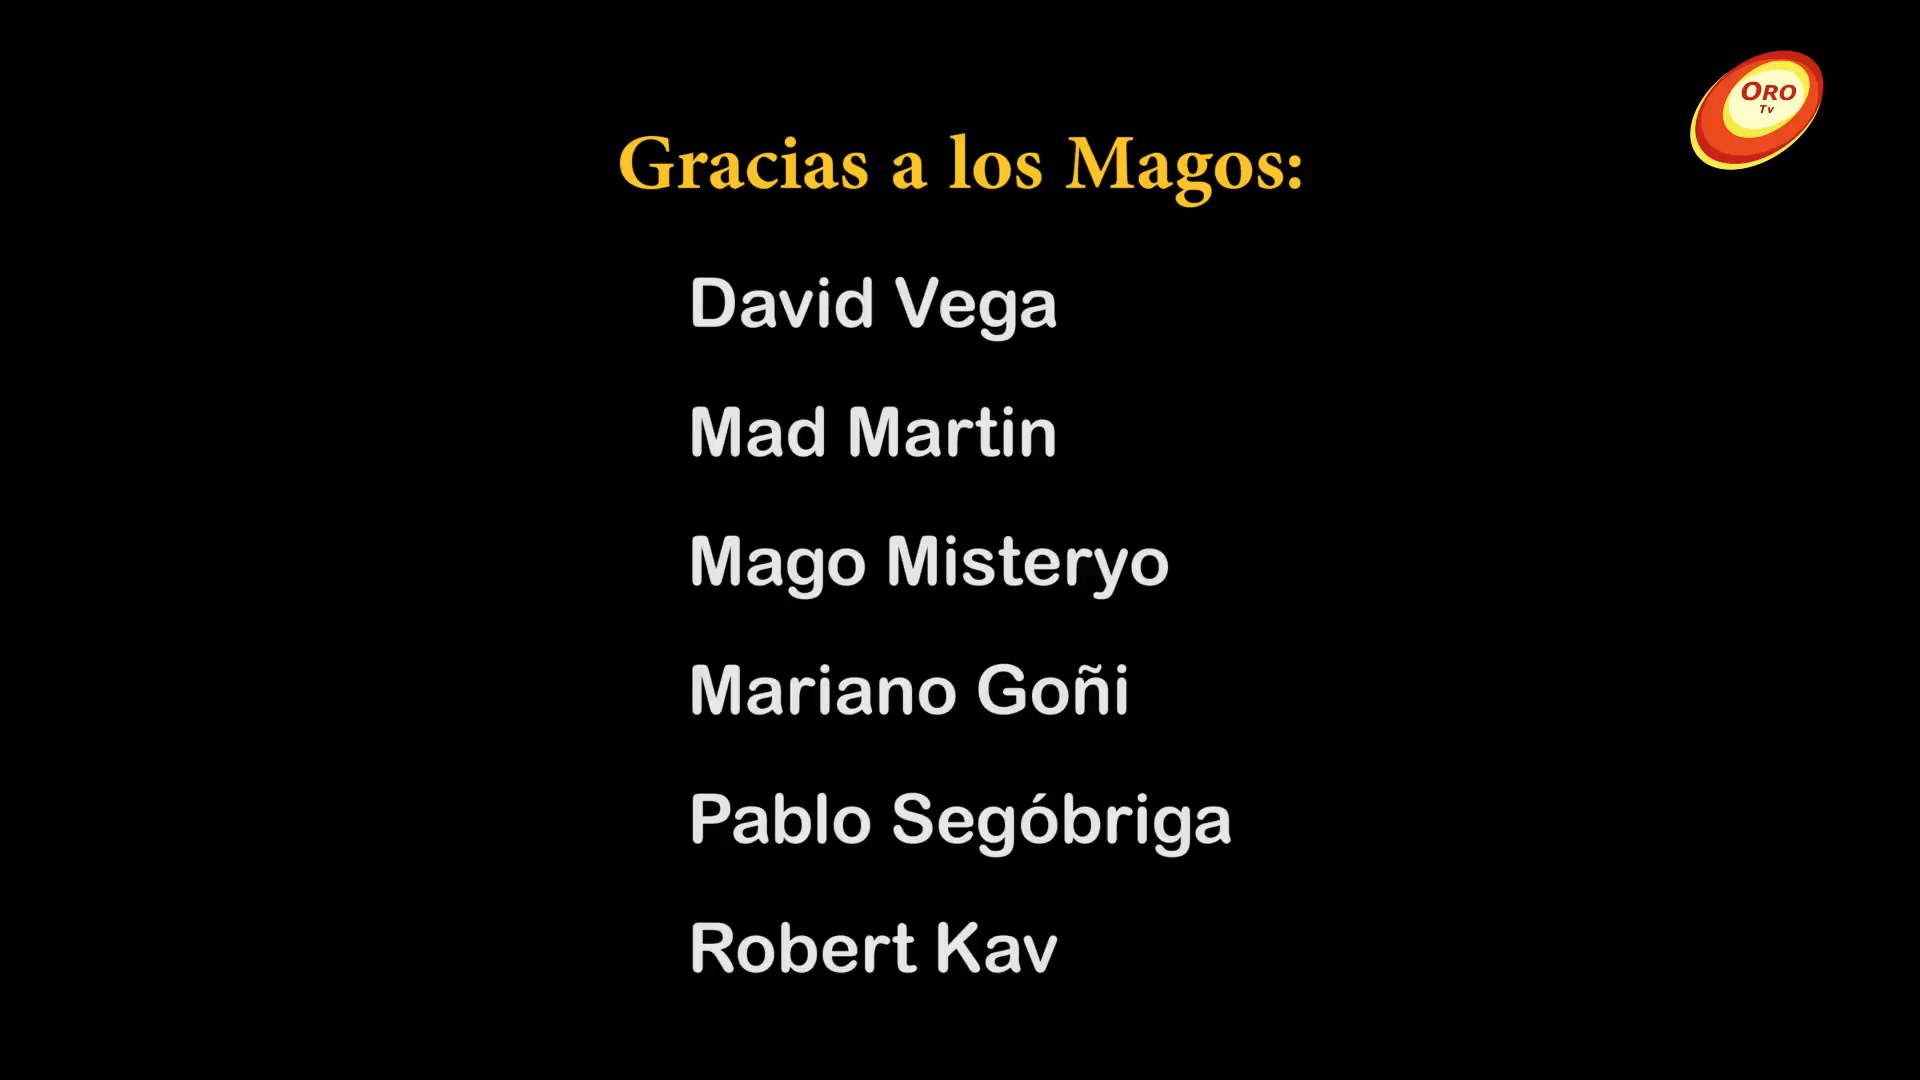 ORO
Tv
Gracias a los Magos:
David Vega
Mad Martin
Mago Misteryo
Mariano Goñi
Pablo Segóbriga
Robert Kav